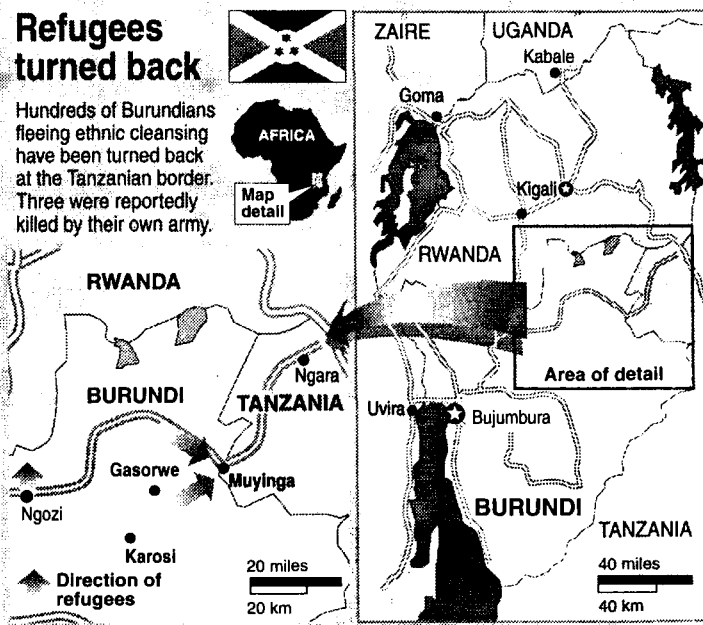 Refugees
turned back
Hundreds of Burundians
fleeing ethnic cleansing
have been turned back
at the Tanzanian border.
Three were reportedly
killed by their own army.
AFRICA
Map
detail
RWANDA
BURUNDI
TANZANIA
Ngara
Gasorwe
Muyinga
Ngozi
Karosi
Direction of
refugees
20 miles
20 km
ZAIRE
UGANDA
Kabale
Goma
Kigali
RWANDA
Area of detail
Uvira
Bujumbura
BURUNDI
TANZANIA
40 miles
40 km